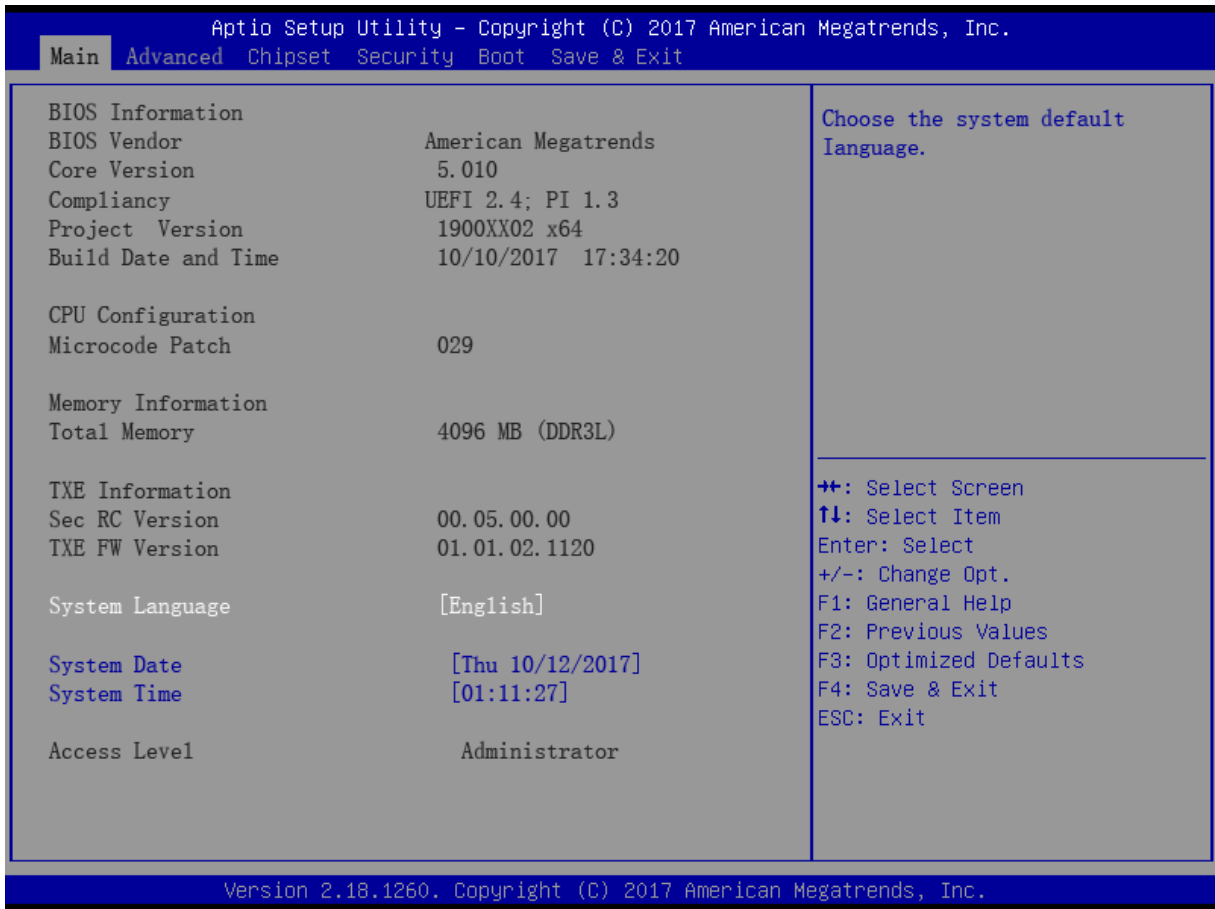 Aptio Setup Utility – Copyright (C) 2017 American Megatrends, Inc.
Main Advanced Chipset Security Boot Save & Exit
BIOS Information
BIOS Vendor American Megatrends
Core Version 5.010
Compliancy UEFI 2.4; PI 1.3
Project Version 1900XX02 x64
Build Date and Time 10/10/2017 17:34:20
CPU Configuration
Microcode Patch 029
Memory Information
Total Memory 4096 MB (DDR3L)
TXE Information
Sec RC Version 00.05.00.00
TXE FW Version 01.01.02.1120
System Language [English]
System Date [Thu 10/12/2017]
System Time [01:11:27]
Access Level Administrator
Choose the system default
Ianguage.
→←: Select Screen
↑↓: Select Item
Enter: Select
+/-: Change Opt.
F1: General Help
F2: Previous Values
F3: Optimized Defaults
F4: Save & Exit
ESC: Exit
Version 2.18.1260. Copyright (C) 2017 American Megatrends, Inc.